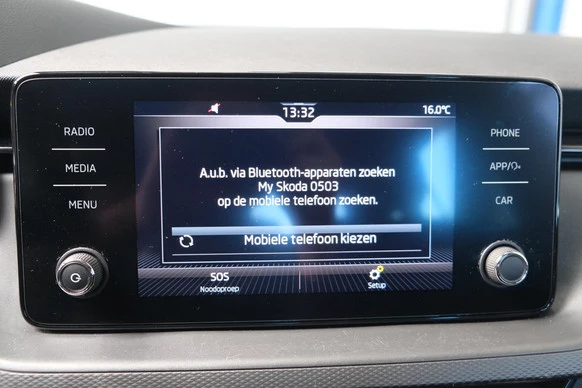 13:32
16.0°C
RADIO
MEDIA
MENU
A.u.b. via Bluetooth-apparaten zoeken
My Skoda 0503
op de mobiele telefoon zoeken.
Mobiele telefoon kiezen
SOS
Noodoproep
Setup
PHONE
APP/
CAR